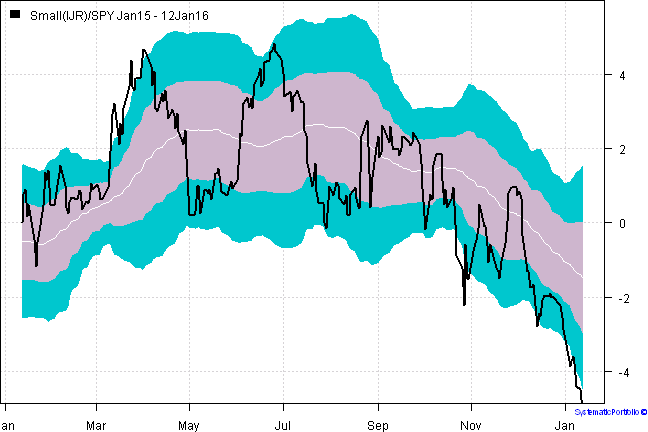 Small(IJR)/SPY Jan15 - 12Jan16
4
2
0
-2
-4
an Mar May Jul Sep Nov Jan
SystematicPortfolio ©